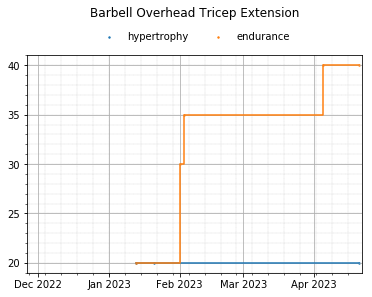 Barbell Overhead Tricep Extension
hypertrophy endurance
40
35
30
25
20
Dec 2022 Jan 2023 Feb 2023 Mar 2023 Apr 2023